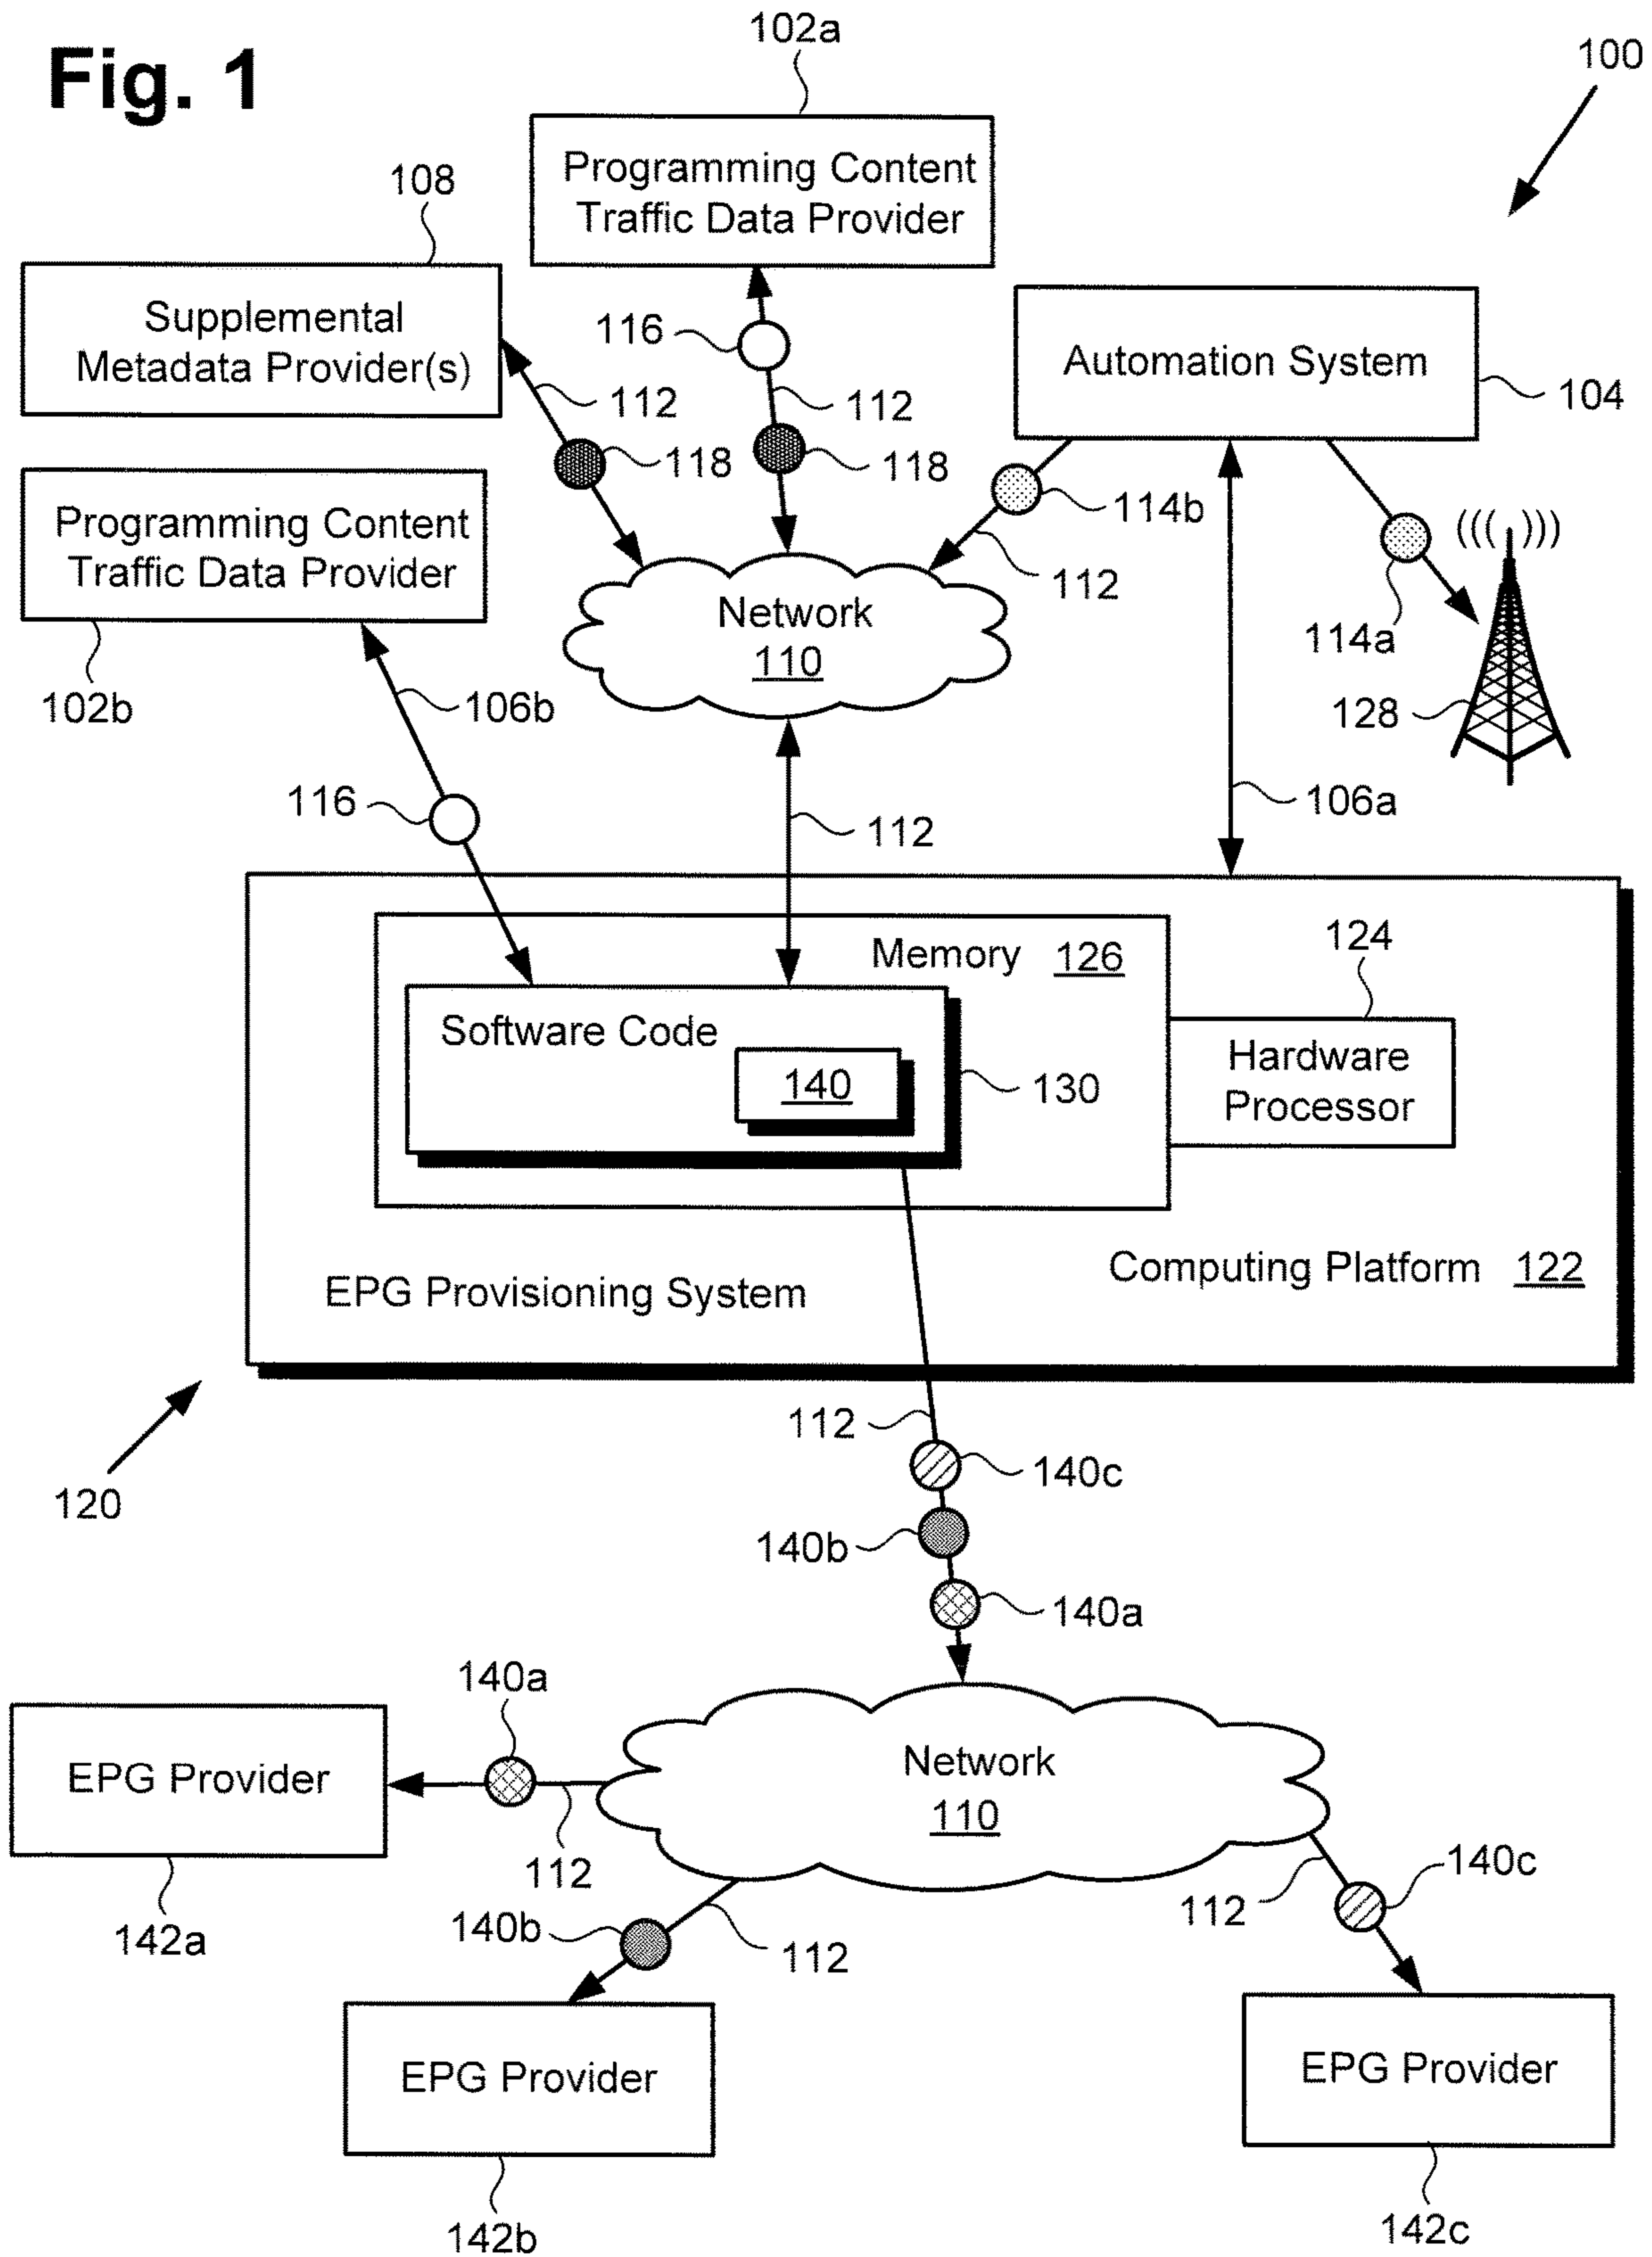 Fig. 1
102a
100
Programming Content
Traffic Data Provider
108
Supplemental
Metadata Provider(s)
116
112
112
118
118
Automation System
104
114b
112
114a
128
Programming Content
Traffic Data Provider
102b
106b
116
Network
110
112
106a
Memory 126
124
Software Code
140
130
Hardware
Processor
Computing Platform 122
EPG Provisioning System
120
112
140c
140b
140a
140a
EPG Provider
112
142a
Network
110
140b
112
112
140c
EPG Provider
142b
EPG Provider
142c